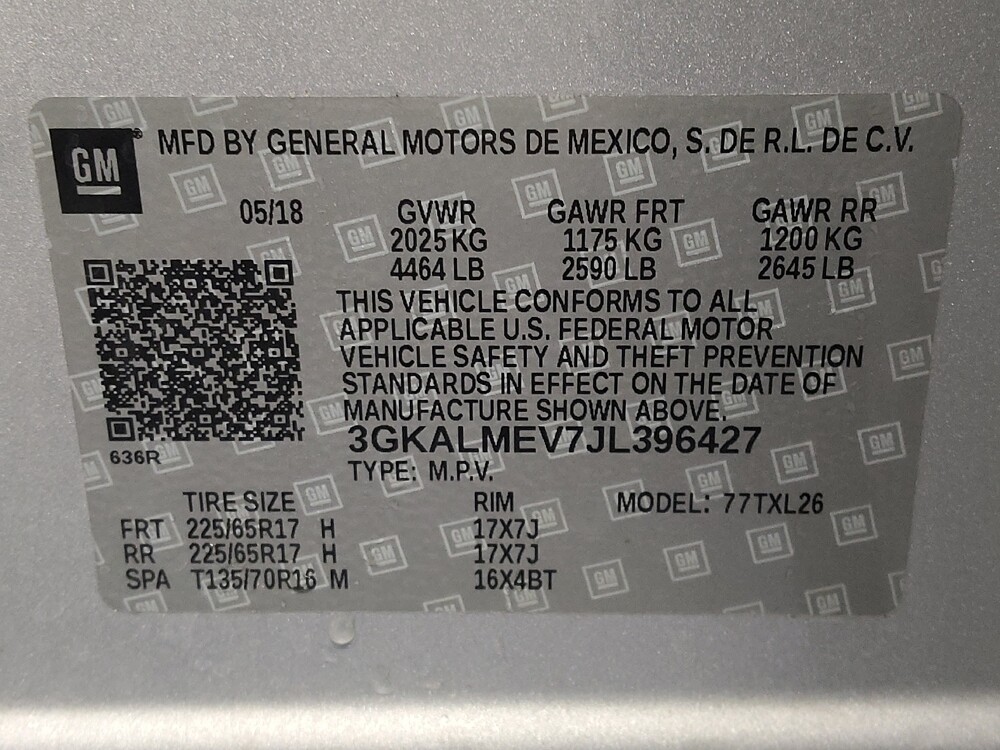 GM® MFD BY GENERAL MOTORS DE MEXICO, S. DE R.L. DE C.V.
05/18 GVWR GAWR FRT GAWR RR
2025 KG 1175 KG 1200 KG
4464 LB 2590 LB 2645 LB
THIS VEHICLE CONFORMS TO ALL
APPLICABLE U.S. FEDERAL MOTOR
VEHICLE SAFETY AND THEFT PREVENTION
STANDARDS IN EFFECT ON THE DATE OF
MANUFACTURE SHOWN ABOVE.
3GKALMEV7JL396427
636R
TYPE: M.P.V.
TIRE SIZE RIM MODEL: 77TXL26
FRT 225/65R17 H 17X7J
RR 225/65R17 H 17X7J
SPA T135/70R16 M 16X4BT